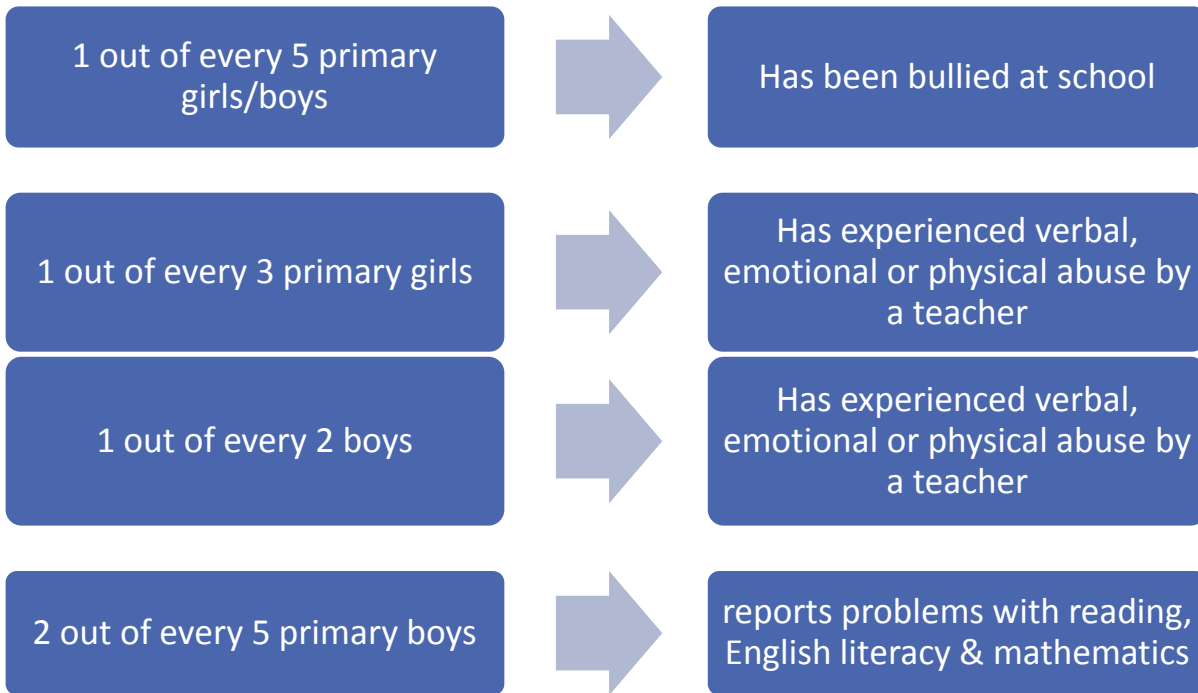 1 out of every 5 primary
girls/boys
Has been bullied at school
1 out of every 3 primary girls
Has experienced verbal,
emotional or physical abuse by
a teacher
1 out of every 2 boys
Has experienced verbal,
emotional or physical abuse by
a teacher
2 out of every 5 primary boys
reports problems with reading,
English literacy & mathematics